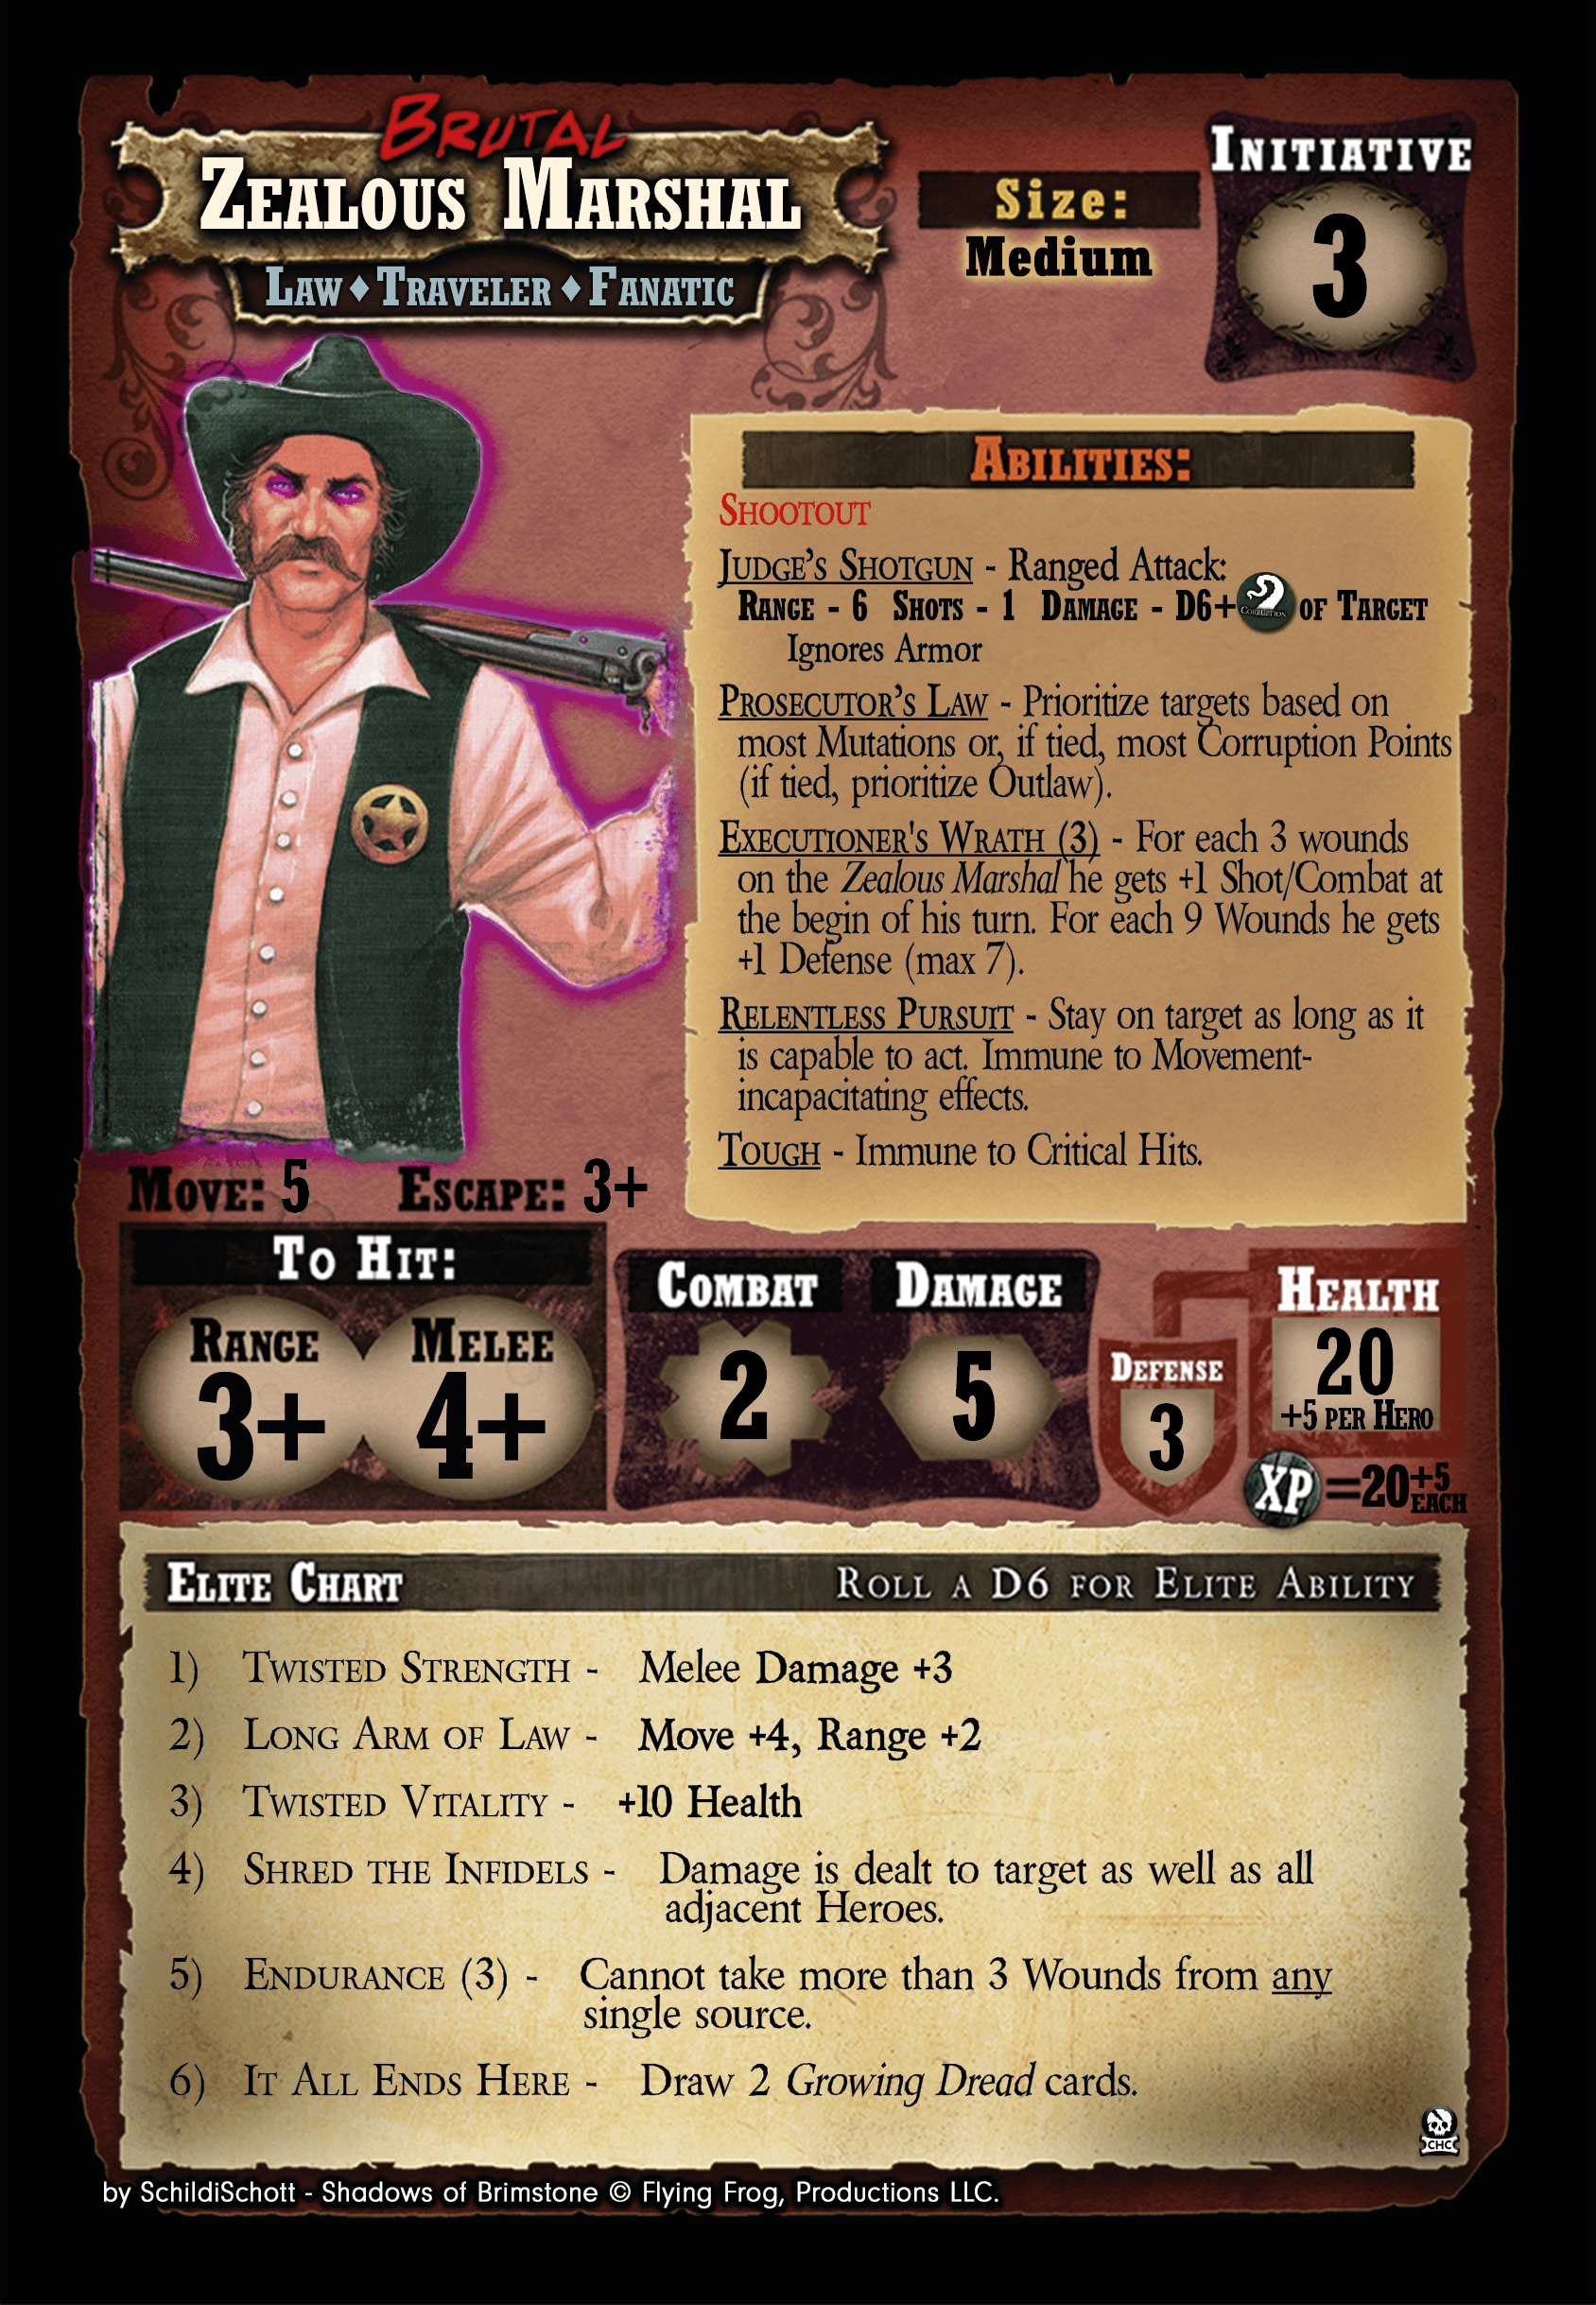 BRUTAL
ZEALOUS MARSHAL
LAW ♦ TRAVELER ♦ FANATIC
Size:
Medium
INITIATIVE
3
ABILITIES:
SHOOTOUT
JUDGE'S SHOTGUN - Ranged Attack:
RANGE - 6 SHOTS - 1 DAMAGE - D6+ CORRUPTION OF TARGET
Ignores Armor
PROSECUTOR'S LAW - Prioritize targets based on
most Mutations or, if tied, most Corruption Points
(if tied, prioritize Outlaw).
EXECUTIONER'S WRATH (3) - For each 3 wounds
on the Zealous Marshal he gets +1 Shot/Combat at
the begin of his turn. For each 9 Wounds he gets
+1 Defense (max 7).
RELENTLESS PURSUIT - Stay on target as long as it
is capable to act. Immune to Movement-
incapacitating effects.
TOUGH - Immune to Critical Hits.
MOVE: 5 ESCAPE: 3+
TO HIT:
RANGE
3+
MELEE
4+
COMBAT
2
DAMAGE
5
DEFENSE
3
HEALTH
20
+5 PER HERO
XP =20 +5 EACH
ELITE CHART ROLL A D6 FOR ELITE ABILITY
1) TWISTED STRENGTH - Melee Damage +3
2) LONG ARM OF LAW - Move +4, Range +2
3) TWISTED VITALITY - +10 Health
4) SHRED THE INFIDELS - Damage is dealt to target as well as all
adjacent Heroes.
5) ENDURANCE (3) - Cannot take more than 3 Wounds from any
single source.
6) IT ALL ENDS HERE - Draw 2 Growing Dread cards.
CHC
by SchildiSchott - Shadows of Brimstone © Flying Frog, Productions LLC.